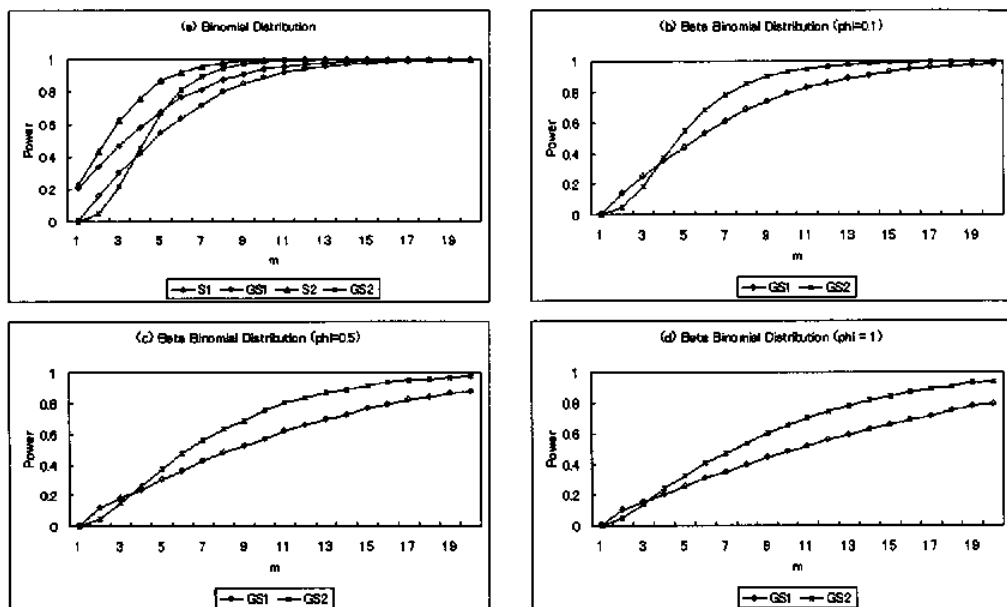 (a) Binomial Distribution
1
0.8
0.6
0.4
0.2
0
Power
1 3 5 7 9 11 13 15 17 19
m
S1 GS1 S2 GS2
(b) Beta Binomial Distribution (phi=0.1)
1
0.8
0.6
0.4
0.2
0
Power
1 3 5 7 9 11 13 15 17 19
m
GS1 GS2
(c) Beta Binomial Distribution (phi=0.5)
1
0.8
0.6
0.4
0.2
0
Power
1 3 5 7 9 11 13 15 17 19
m
GS1 GS2
(d) Beta Binomial Distribution (phi = 1)
1
0.8
0.6
0.4
0.2
0
Power
1 3 5 7 9 11 13 15 17 19
m
GS1 GS2